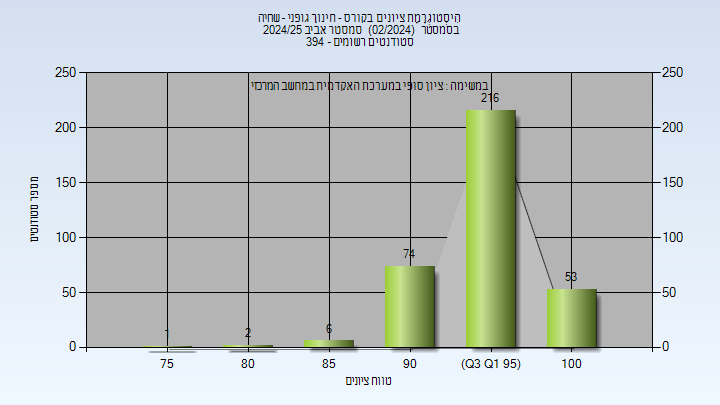 היסטוגרמת ציונים בקורס - חינוך גופני - שחיה
בסמסטר (02/2024) סמסטר אביב 2024/25
סטודנטים רשומים - 394
במשימה : ציון סופי במערכת האקדמית במחשב המרכזי
250 250
216
200 200
150 150
100 100
74
53
50 50
6
2
1
0 0
75 80 85 90 (Q3 Q1 95) 100
מספר סטודנטים
טווח ציונים